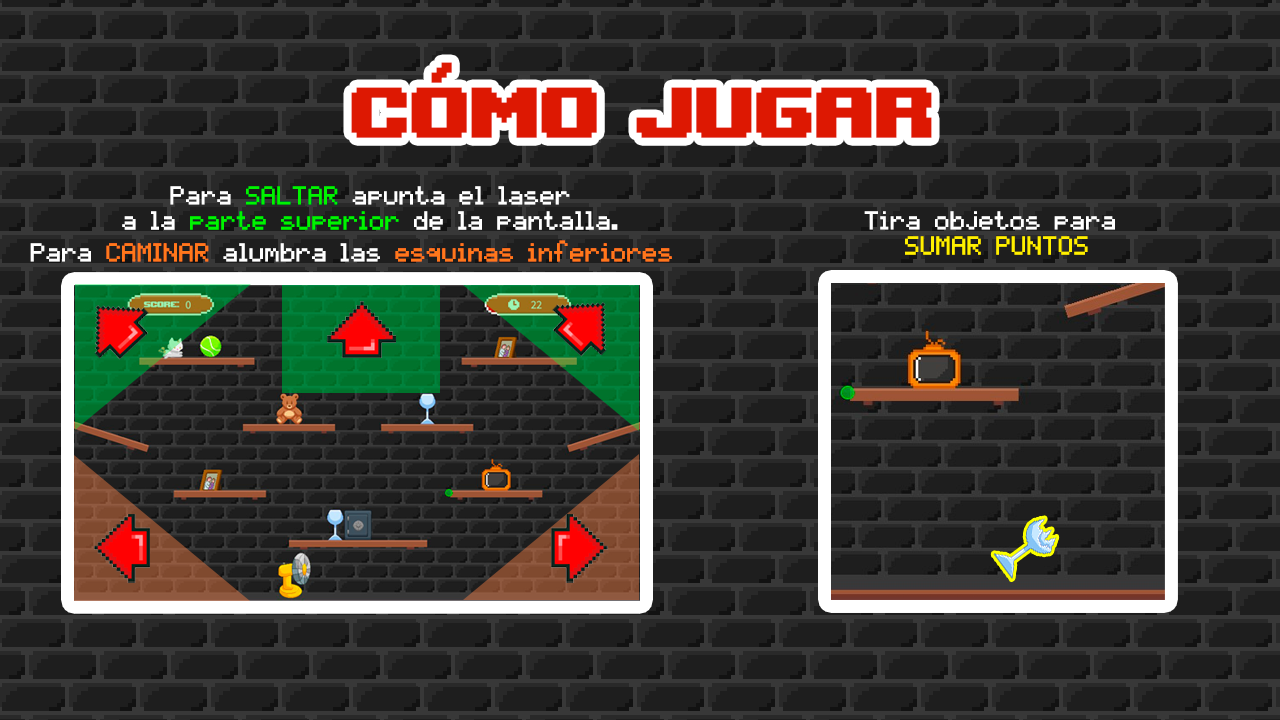 CÓMO JUGAR
Para SALTAR apunta el laser
a la parte superior de la pantalla.
Para CAMINAR alumbra las esquinas inferiores
Tira objetos para
SUMAR PUNTOS
SCORE 0
22